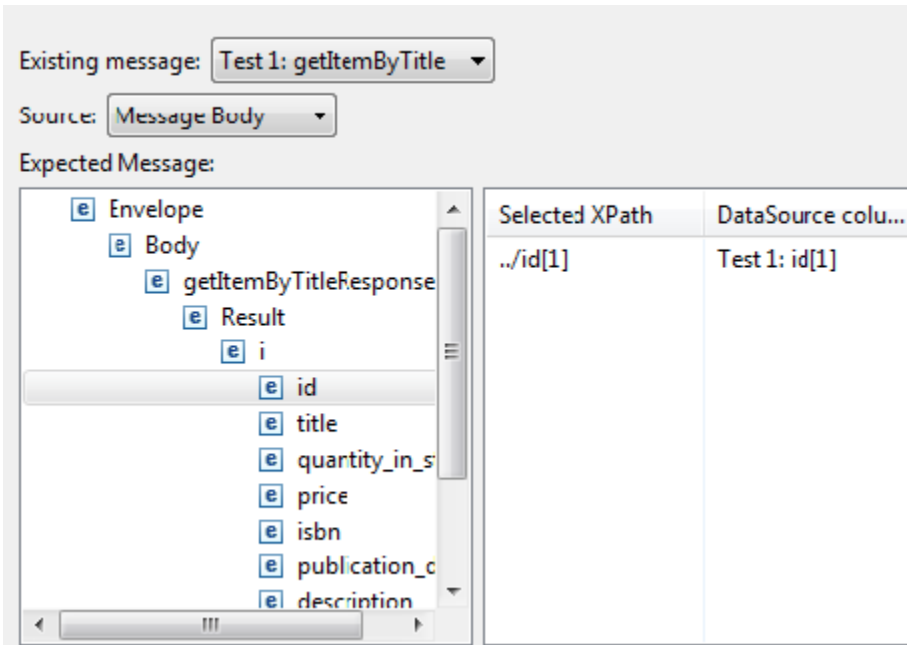 Existing message: Test 1: getItemByTitle
Source: Message Body
Expected Message:
e Envelope
e Body
e getItemByTitleResponse
e Result
e i
e id
e title
e quantity_in_s
e price
e isbn
e publication_d
e description
Selected XPath DataSource colu...
../id[1] Test 1: id[1]